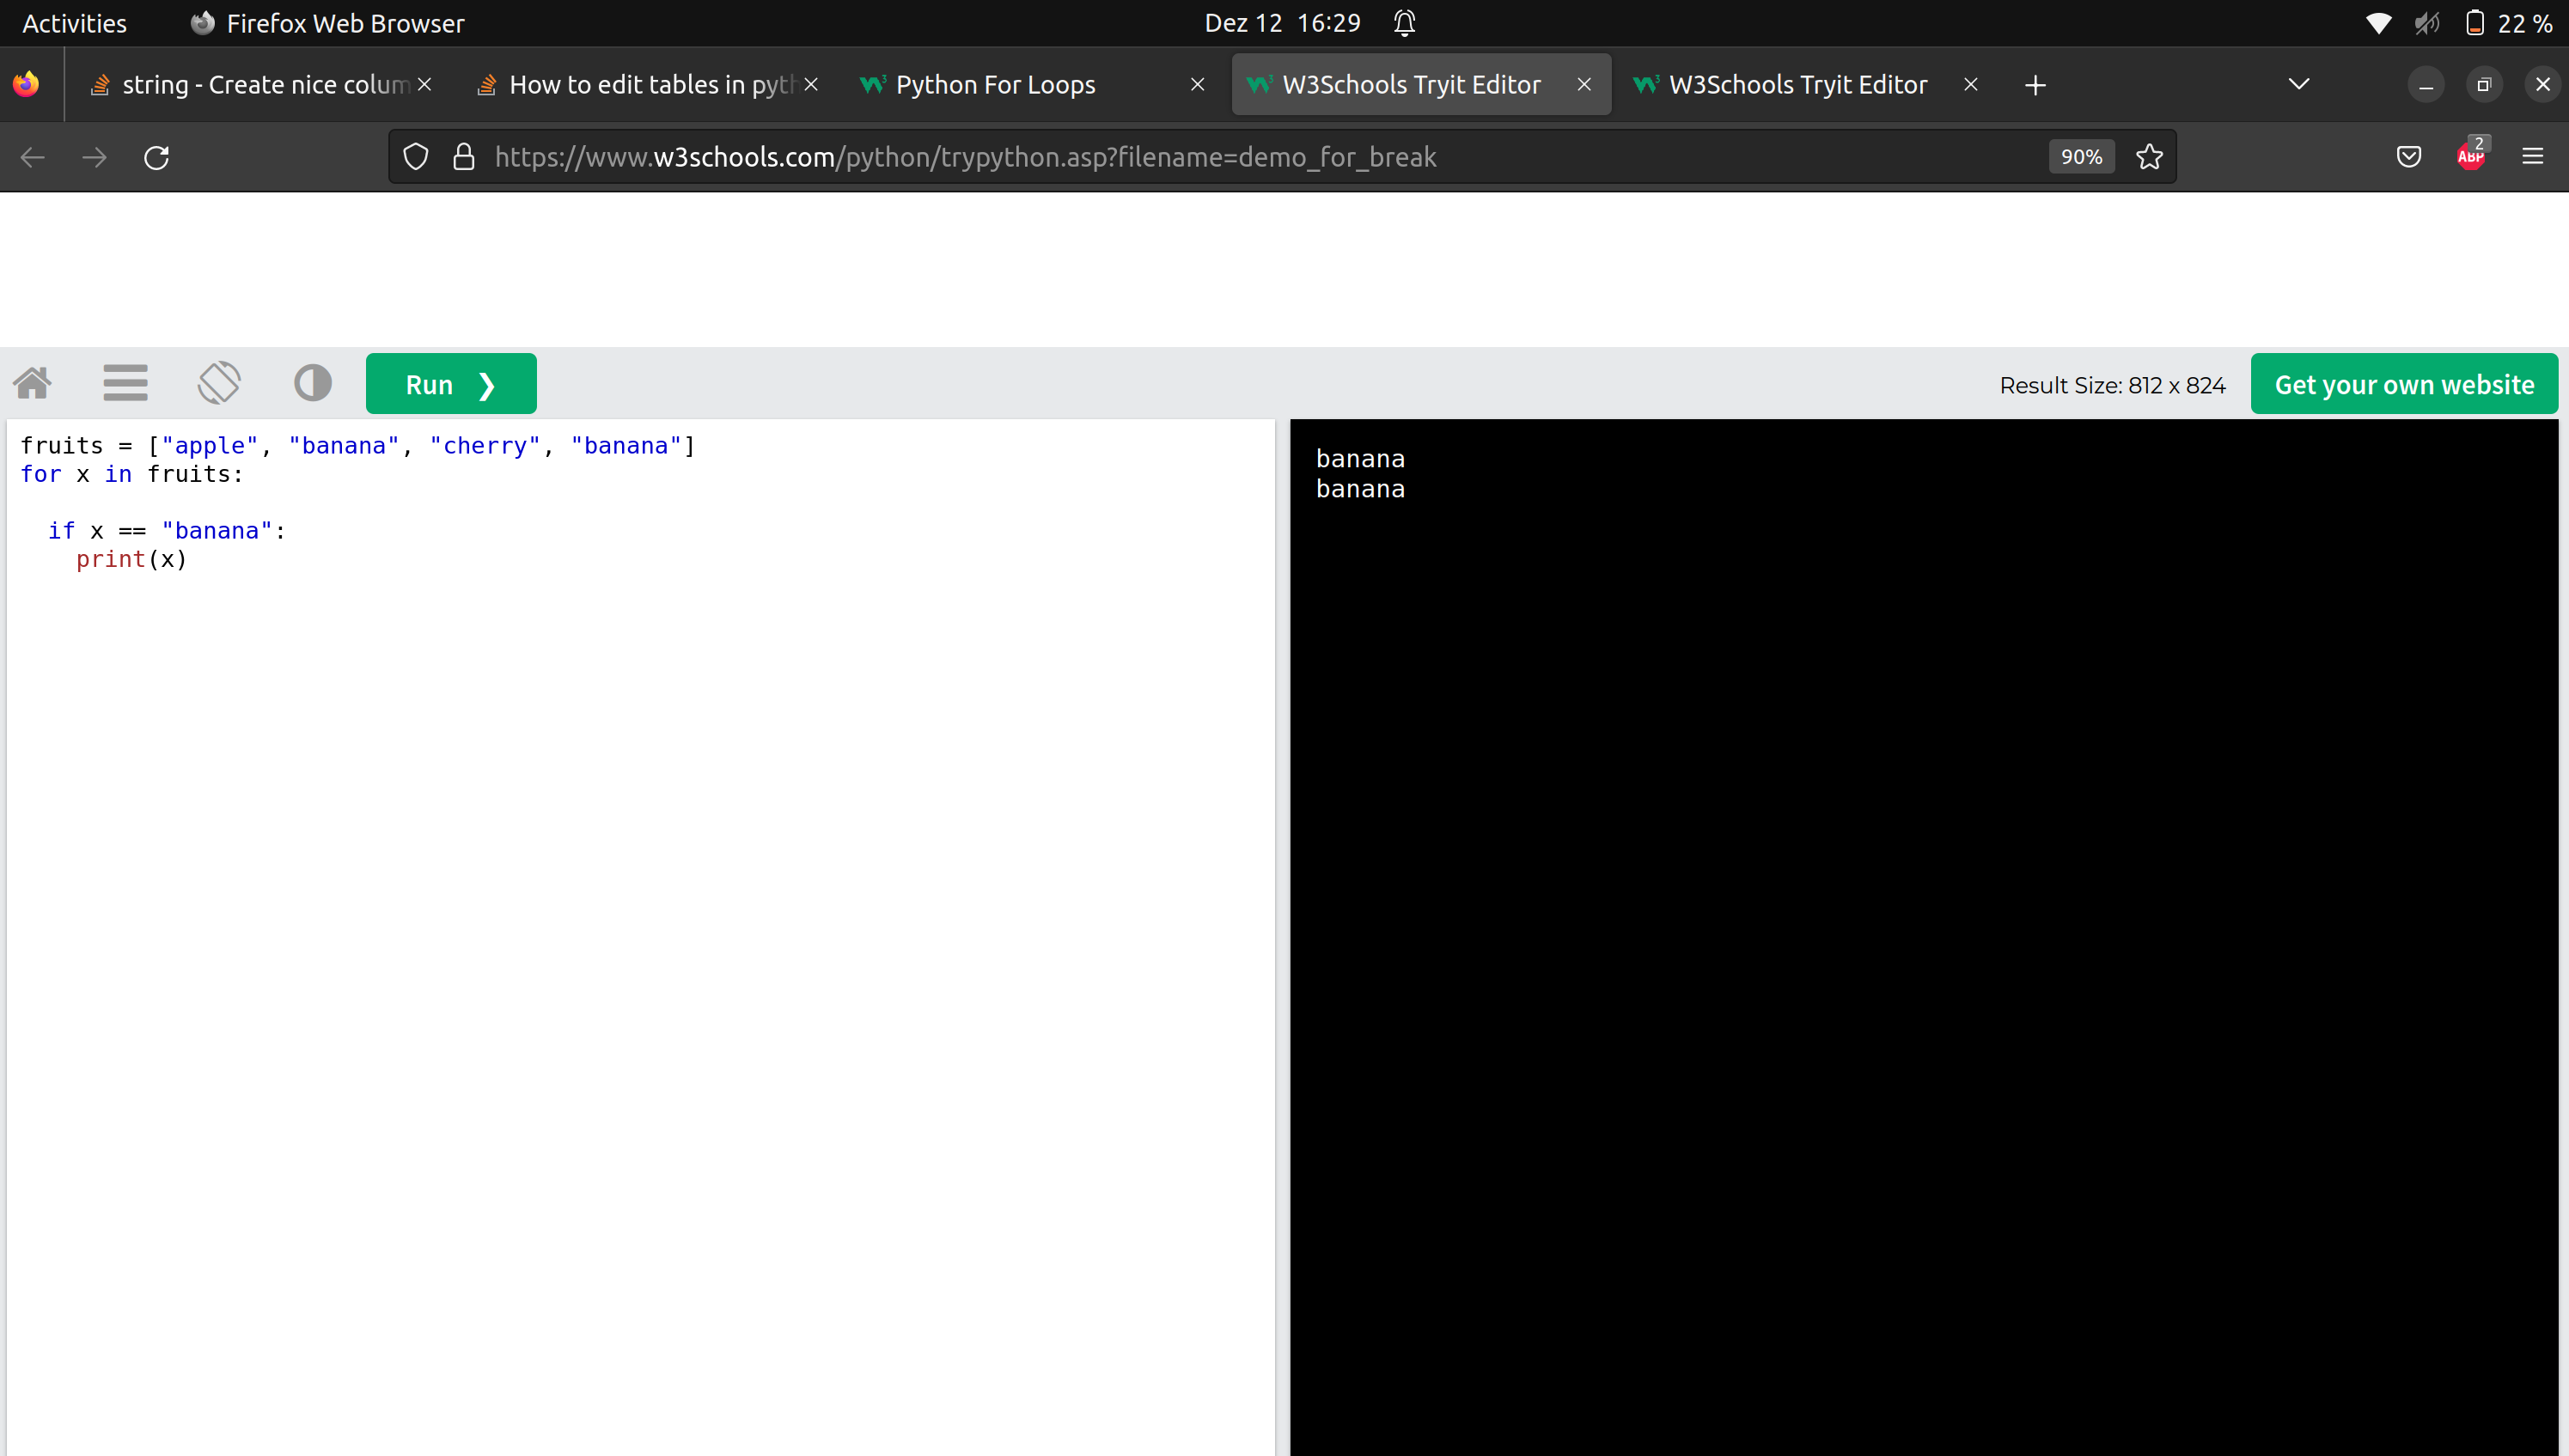 Activities Firefox Web Browser Dez 12 16:29 22 %
string - Create nice colum How to edit tables in pyth Python For Loops W3Schools Tryit Editor W3Schools Tryit Editor
https://www.w3schools.com/python/trypython.asp?filename=demo_for_break 90% ABP 2
Run ❯ Result Size: 812 x 824 Get your own website
fruits = ["apple", "banana", "cherry", "banana"]
for x in fruits:
  if x == "banana":
    print(x)
banana
banana